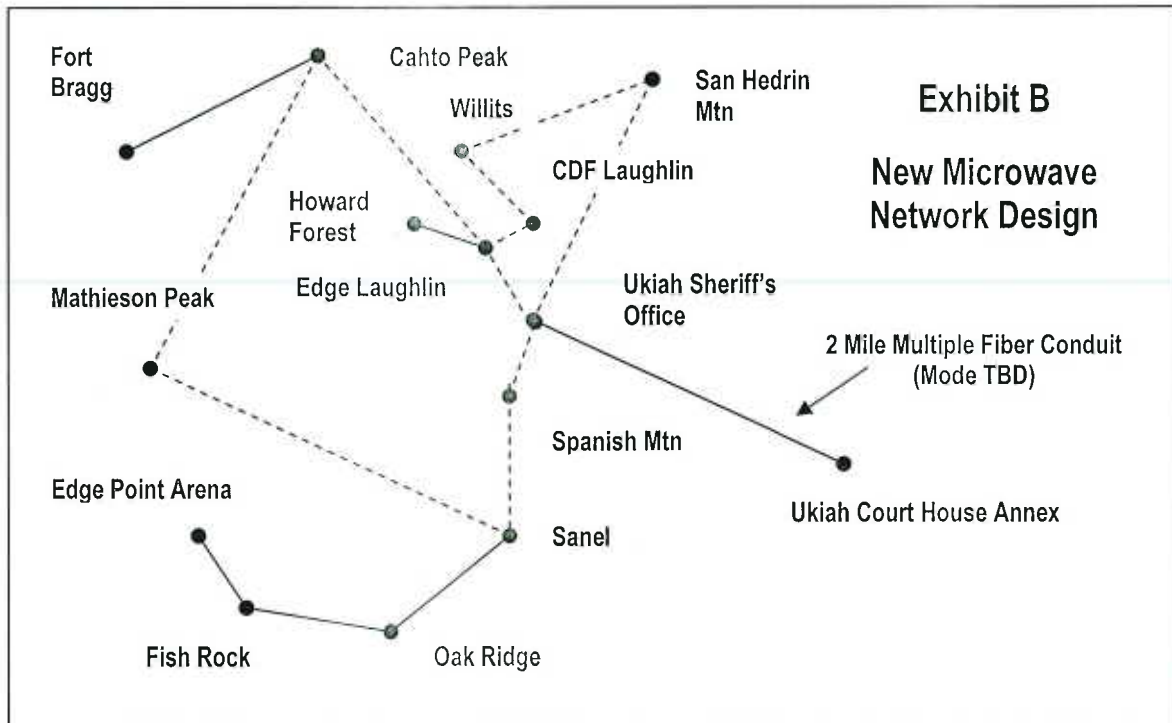 Fort
Bragg
Cahto Peak
San Hedrin
Mtn
Exhibit B
Willits
CDF Laughlin
New Microwave
Network Design
Howard
Forest
Edge Laughlin
Mathieson Peak
Ukiah Sheriff's
Office
2 Mile Multiple Fiber Conduit
(Mode TBD)
Spanish Mtn
Edge Point Arena
Ukiah Court House Annex
Sanel
Fish Rock
Oak Ridge